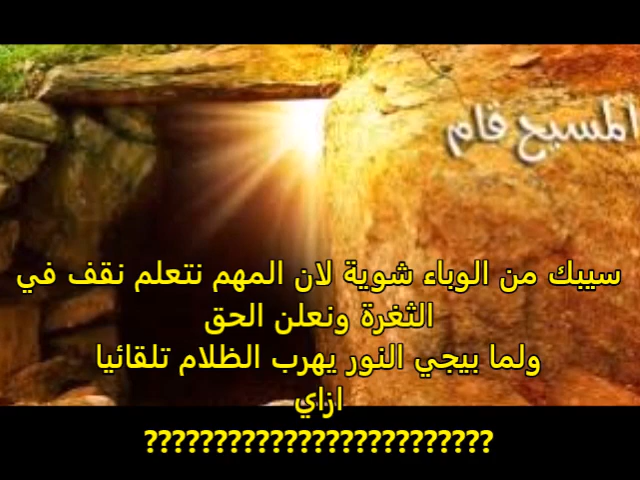 المسيح قام
سيبك من الوباء شوية لان المهم نتعلم نقف في
الثغرة ونعلن الحق
ولما بيجي النور يهرب الظلام تلقائيا
ازاي
?????????????????????????